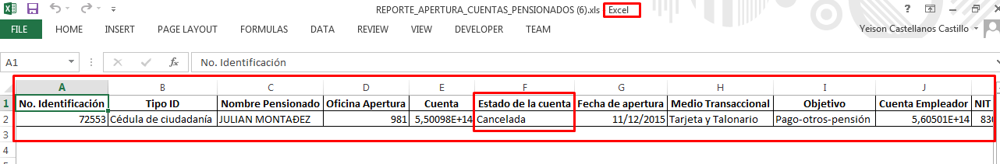 REPORTE_APERTURA_CUENTAS_PENSIONADOS (6).xls Excel
FILE HOME INSERT PAGE LAYOUT FORMULAS DATA REVIEW VIEW DEVELOPER TEAM Yeison Castellanos Castillo
A1 fx No. Identificación
A B C D E F G H I J K
1 No. Identificación Tipo ID Nombre Pensionado Oficina Apertura Cuenta Estado de la cuenta Fecha de apertura Medio Transaccional Objetivo Cuenta Empleador NIT
2 72553 Cédula de ciudadanía JULIAN MONTAÐEZ 981 5,50098E+14 Cancelada 11/12/2015 Tarjeta y Talonario Pago-otros-pensión 5,60501E+14 830
3
4